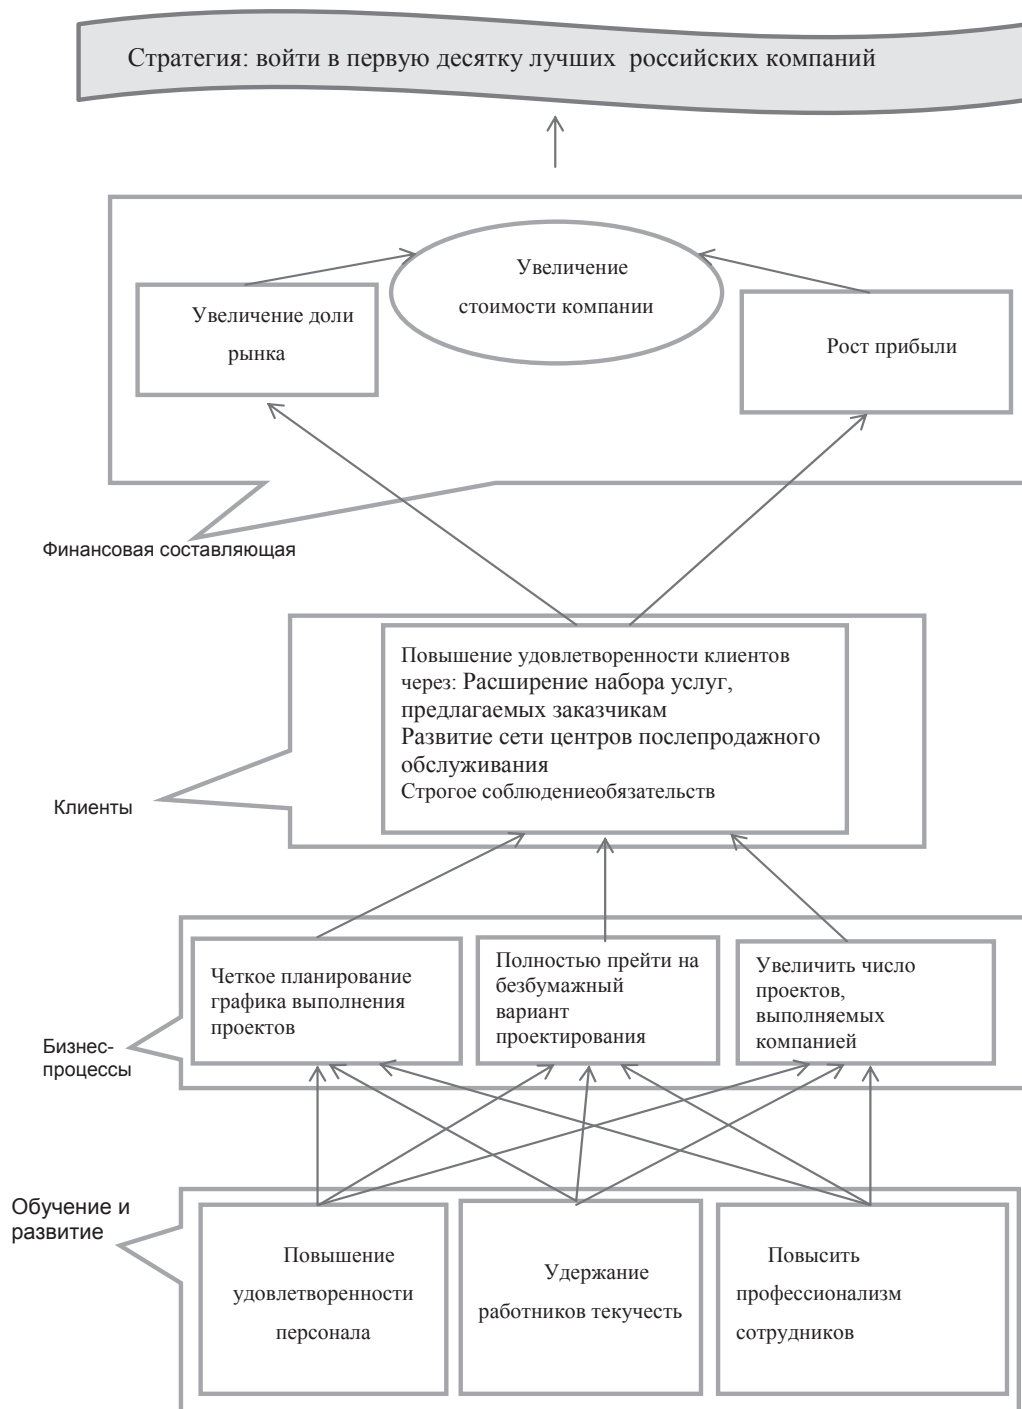 Стратегия: войти в первую десятку лучших российских компаний
Увеличение
стоимости компании
Увеличение доли
рынка
Рост прибыли
Финансовая составляющая
Повышение удовлетворенности клиентов
через: Расширение набора услуг,
предлагаемых заказчикам
Развитие сети центров послепродажного
обслуживания
Строгое соблюдениеобязательств
Клиенты
Четкое планирование
графика выполнения
проектов
Полностью прейти на
безбумажный
вариант
проектирования
Увеличить число
проектов,
выполняемых
компанией
Бизнес-
процессы
Обучение и
развитие
Повышение
удовлетворенности
персонала
Удержание
работников текучесть
Повысить
профессионализм
сотрудников